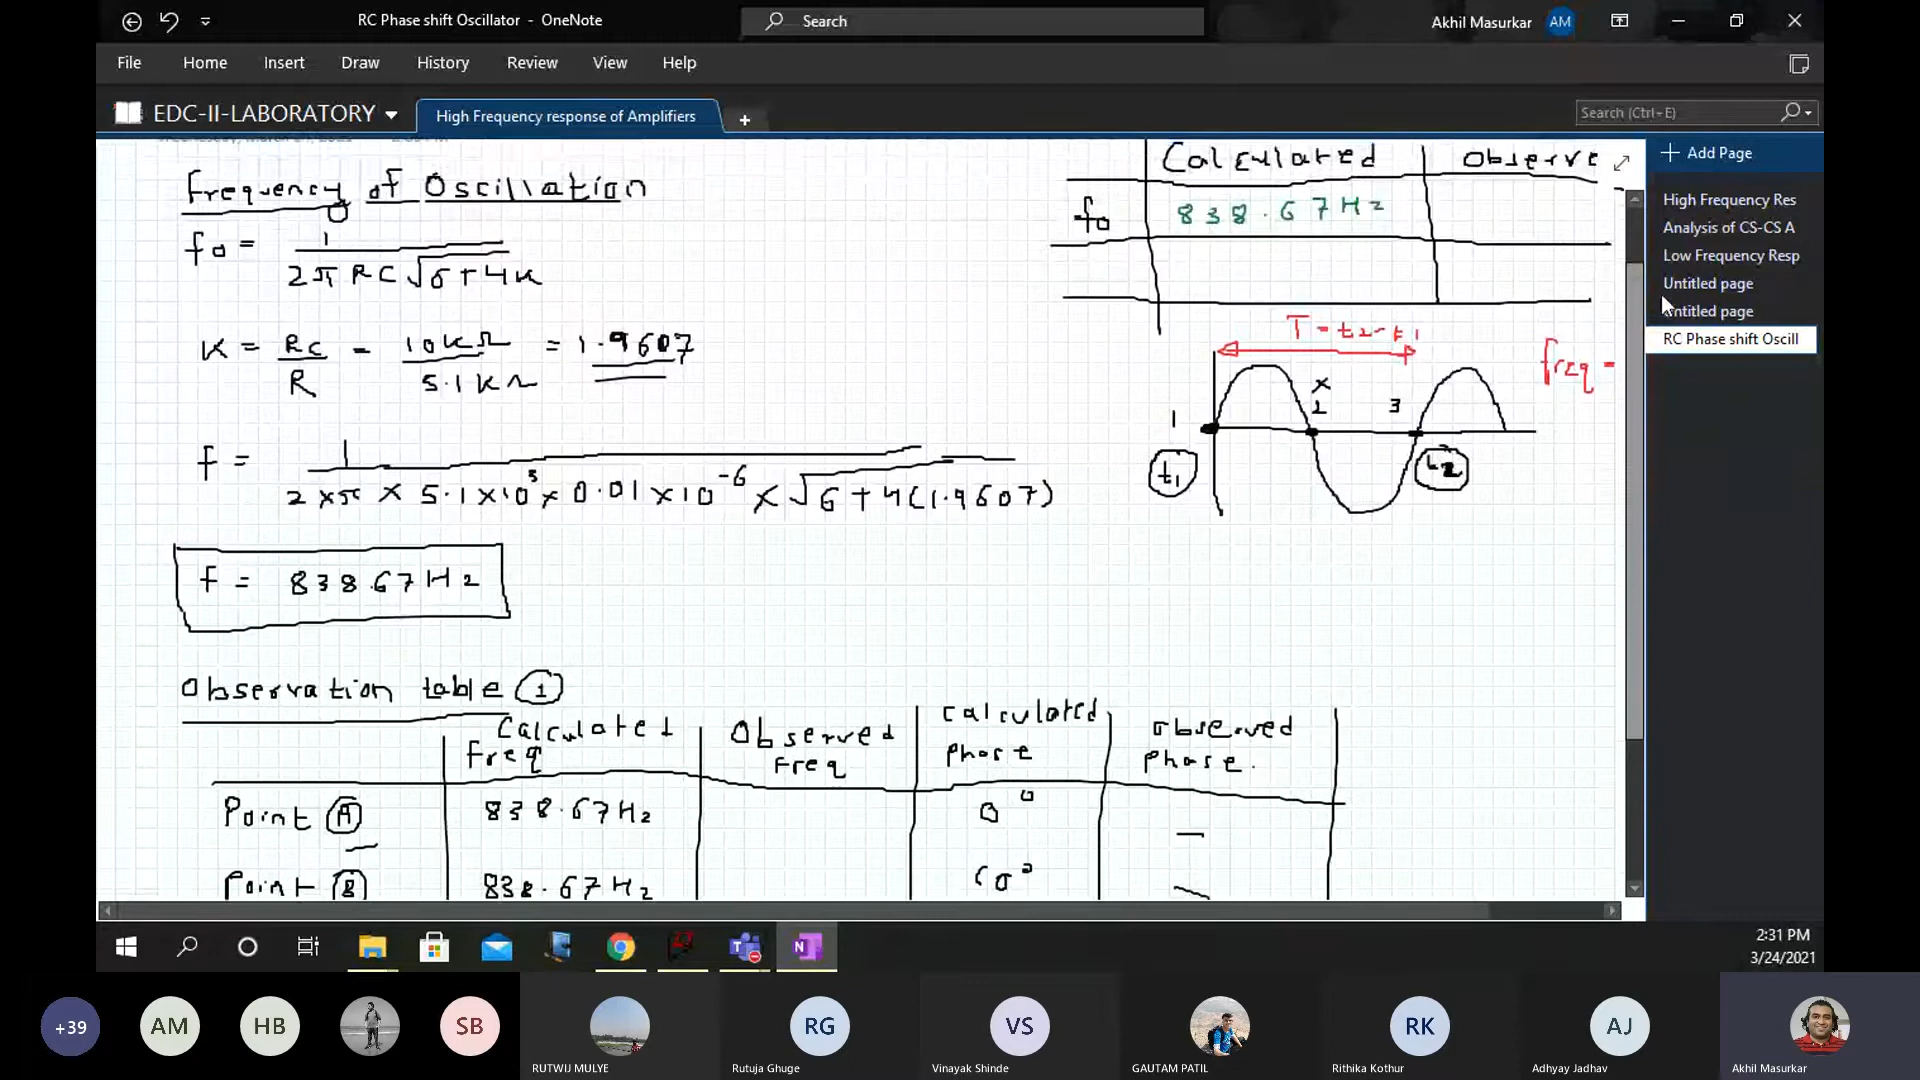 RC Phase shift Oscillator - OneNote
Search
Akhil Masurkar
AM
File
Home
Insert
Draw
History
Review
View
Help
EDC-II-LABORATORY
High Frequency response of Amplifiers
+
Search (Ctrl+E)
Add Page
High Frequency Res
Analysis of CS-CS A
Low Frequency Resp
Untitled page
Untitled page
RC Phase shift Oscill
Frequency of Oscillation
fo = 1 / 2π RC √6+4K
K = RC / R = 10KΩ / 5.1KΩ = 1.9607
f = 1 / 2×π × 5.1×10³ × 0.01×10⁻⁶ × √6+4(1.9607)
f = 838.67Hz
Calculated
Observe
fo
838.67Hz
T = t2-t1
freq =
1
x
2
3
t1
t2
Observation table 1
Calculated Freq
Observed Freq
Calculated Phase
Observed Phase.
Point A
838.67Hz
0°
—
Point B
838.67Hz
60°
2:31 PM
3/24/2021
+39
AM
HB
SB
RG
VS
RK
AJ
RUTWIJ MULYE
Rutuja Ghuge
Vinayak Shinde
GAUTAM PATIL
Rithika Kothur
Adhyay Jadhav
Akhil Masurkar